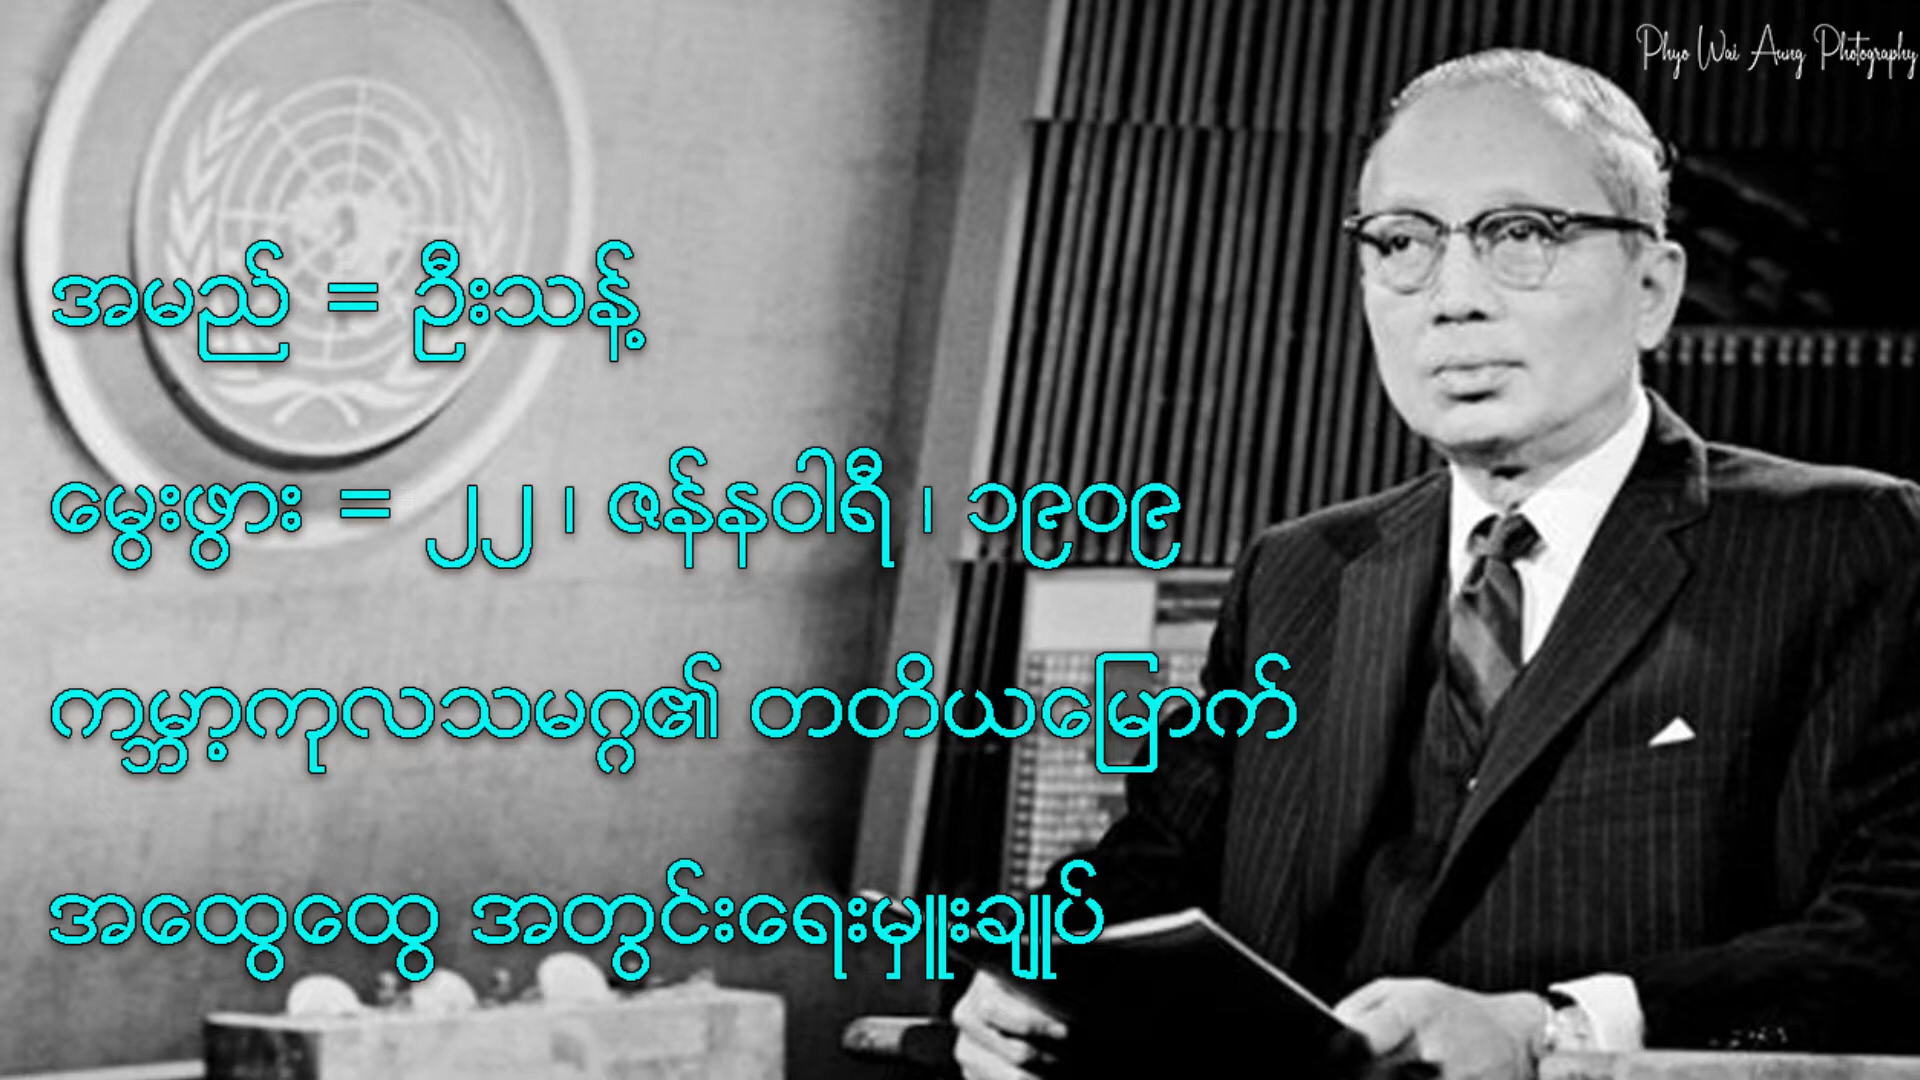 Phyo Wai Aung Photography
အမည် = ဦးသန့်
မွေးဖွား = ၂၂ ၊ ဇန်နဝါရီ ၊ ၁၉၀၉
ကမ္ဘာ့ကုလသမဂ္ဂ၏ တတိယမြောက်
အထွေထွေ အတွင်းရေးမှူးချုပ်